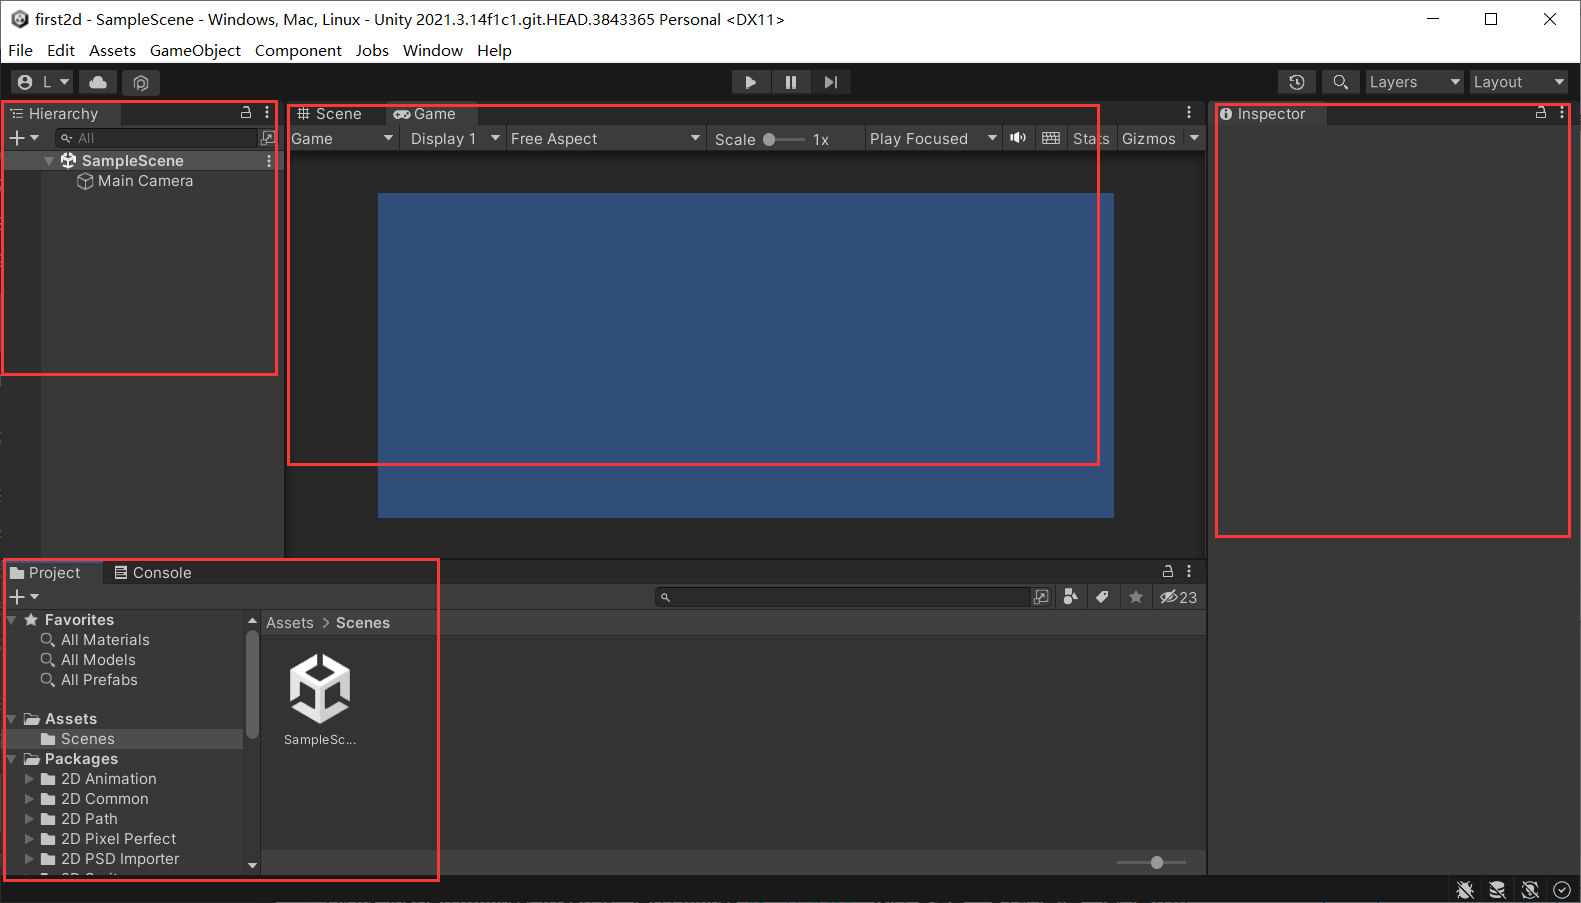 first2d - SampleScene - Windows, Mac, Linux - Unity 2021.3.14f1c1.git.HEAD.3843365 Personal <DX11>
File Edit Assets GameObject Component Jobs Window Help
L Layers Layout
Hierarchy
All
SampleScene
Main Camera
Scene Game
Game Display 1 Free Aspect Scale 1x Play Focused Stats Gizmos
Inspector
Project Console
23
Favorites
All Materials
All Models
All Prefabs
Assets
Scenes
Packages
2D Animation
2D Common
2D Path
2D Pixel Perfect
2D PSD Importer
Assets > Scenes
SampleSc...